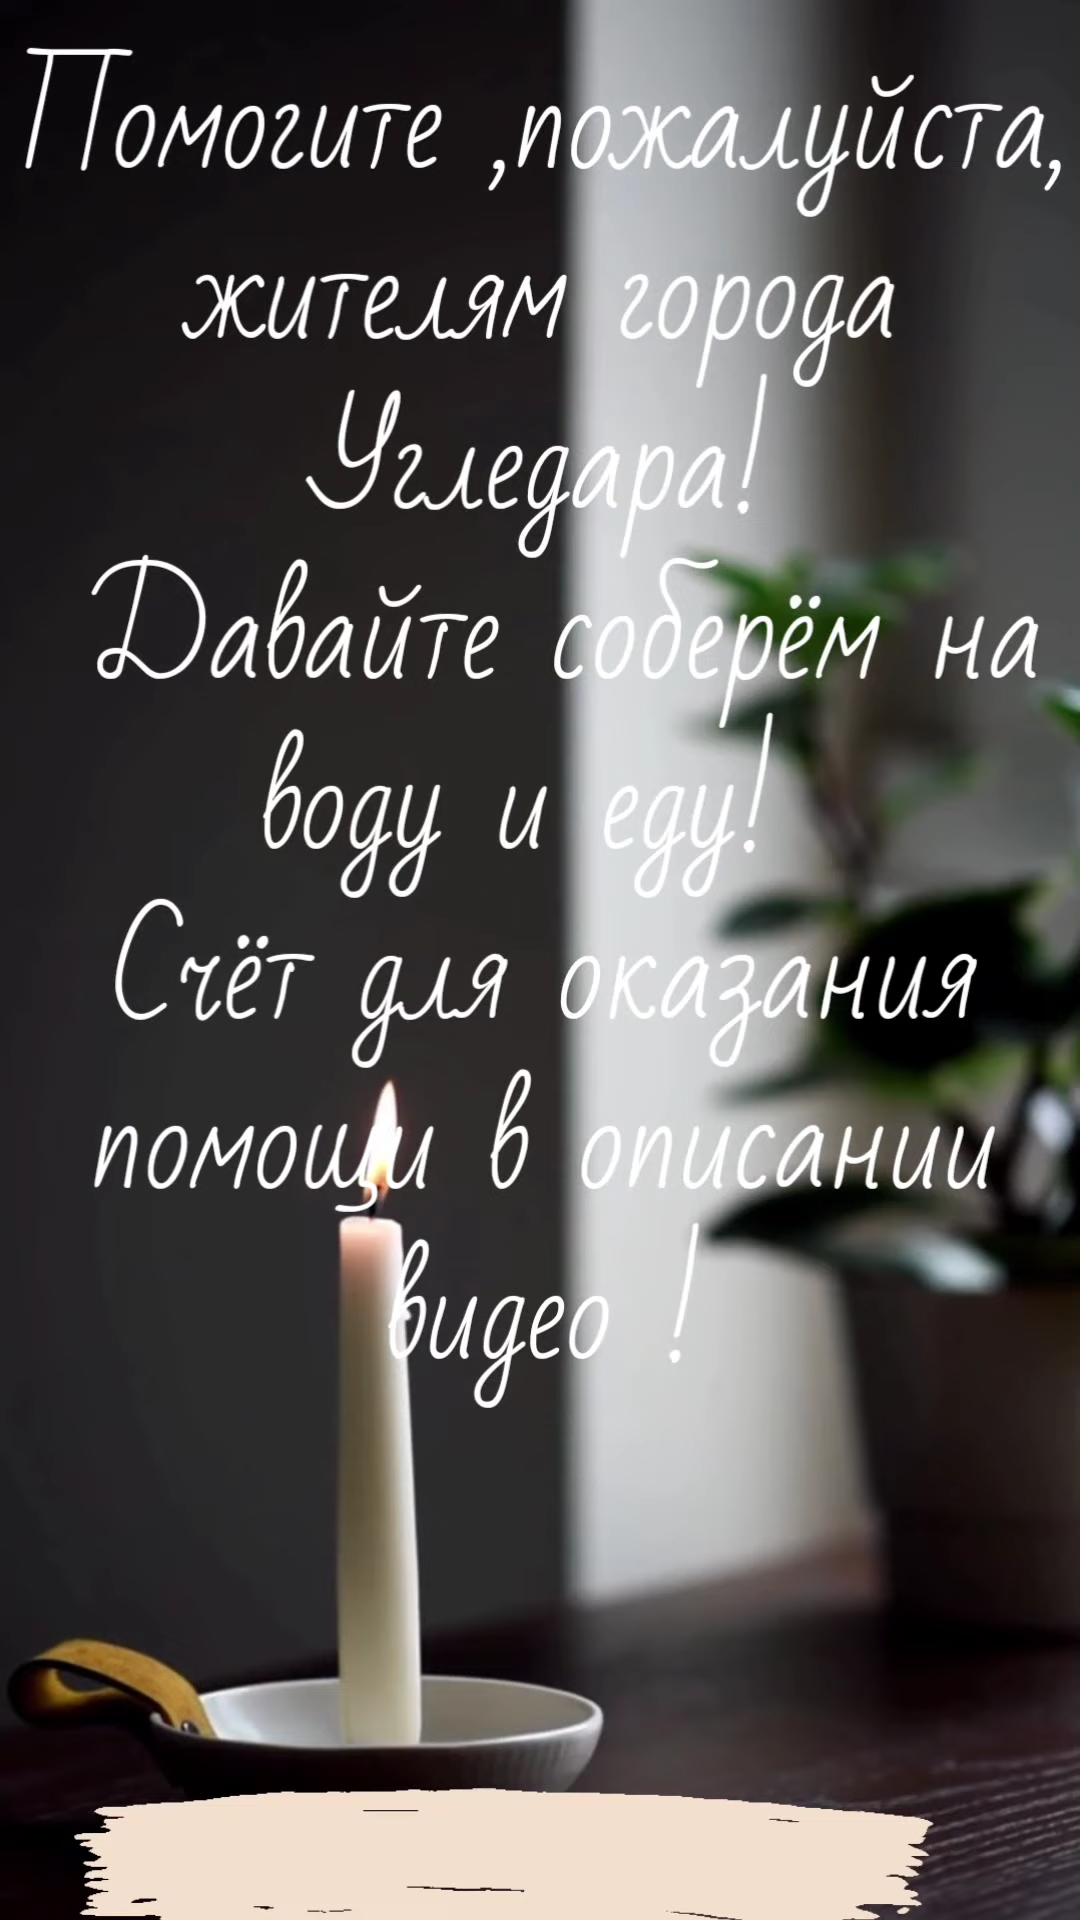 Помогите ,пожалуйста,
жителям города
Угледара!
Давайте соберём на
воду и еду!
Счёт для оказания
помощи в описании
видео !